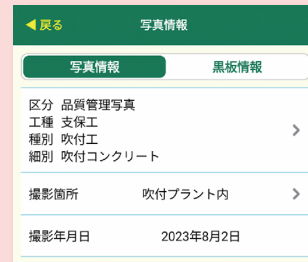 戻る 写真情報
写真情報 黒板情報
区分 品質管理写真
工種 支保工
種別 吹付工
細別 吹付コンクリート
撮影箇所 吹付プラント内
撮影年月日 2023年8月2日